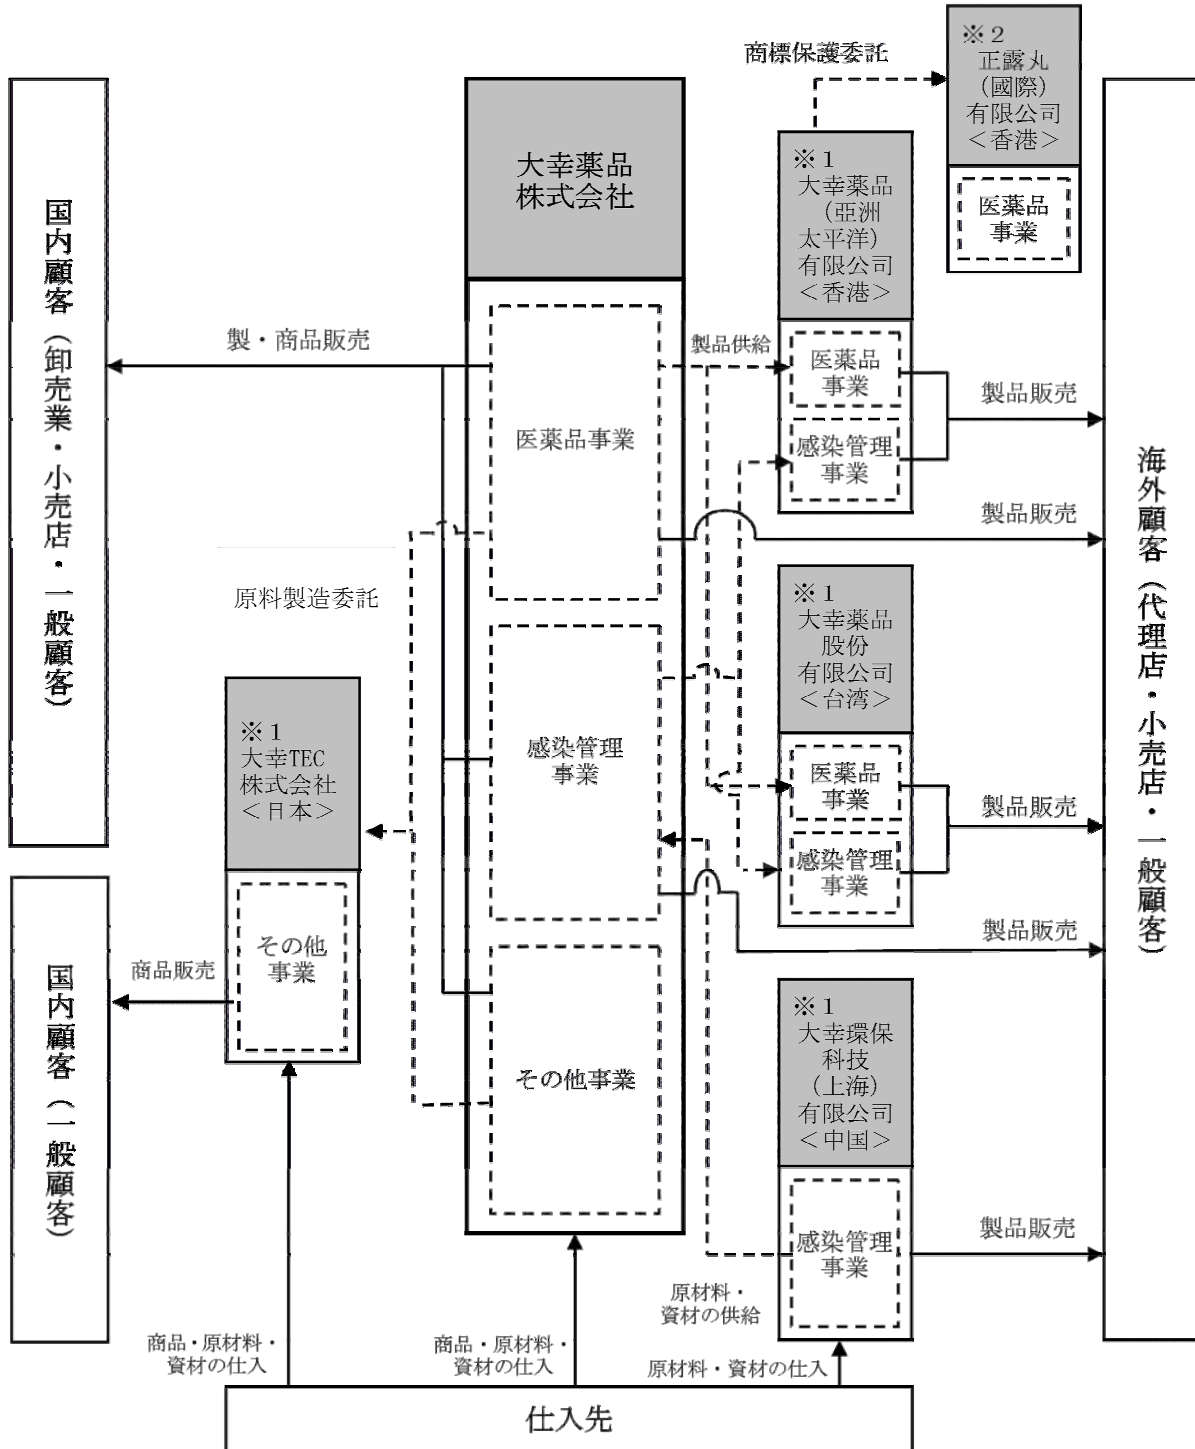 商標保護委託
※２
正露丸
（國際）
有限公司
＜香港＞
医薬品
事業
大幸薬品
株式会社
医薬品事業
感染管理
事業
その他事業
※１
大幸薬品
（亞洲
太平洋）
有限公司
＜香港＞
医薬品
事業
感染管理
事業
国内顧客（卸売業・小売店・一般顧客）
製・商品販売
製品供給
製品販売
製品販売
海外顧客（代理店・小売店・一般顧客）
原料製造委託
※１
大幸薬品
股份
有限公司
＜台湾＞
医薬品
事業
感染管理
事業
製品販売
製品販売
※１
大幸TEC
株式会社
＜日本＞
その他
事業
商品販売
国内顧客（一般顧客）
※１
大幸環保
科技
（上海）
有限公司
＜中国＞
感染管理
事業
製品販売
原材料・
資材の供給
商品・原材料・
資材の仕入
商品・原材料・
資材の仕入
原材料・資材の仕入
仕入先